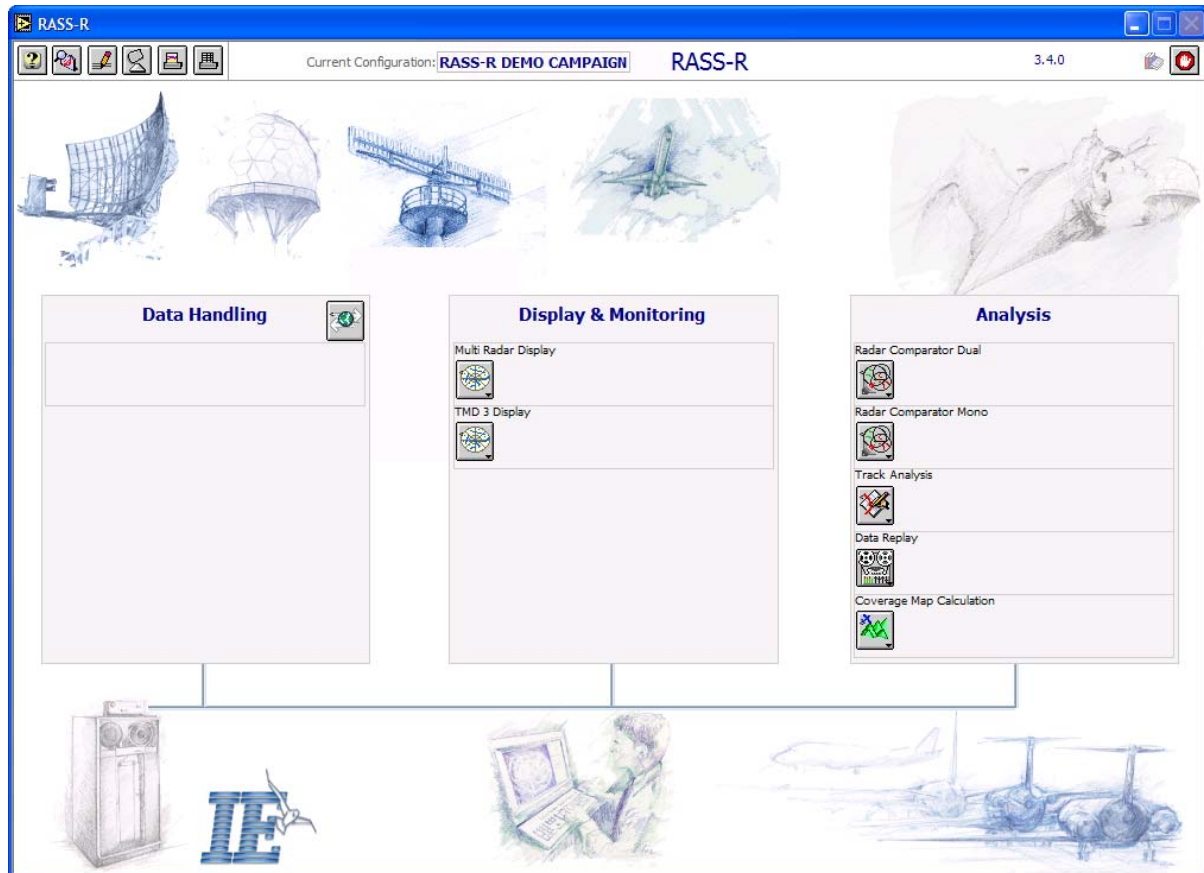 RASS-R
Current Configuration: RASS-R DEMO CAMPAIGN RASS-R 3.4.0
Data Handling
Display & Monitoring
Multi Radar Display
TMD 3 Display
Analysis
Radar Comparator Dual
Radar Comparator Mono
Track Analysis
Data Replay
Coverage Map Calculation
IE